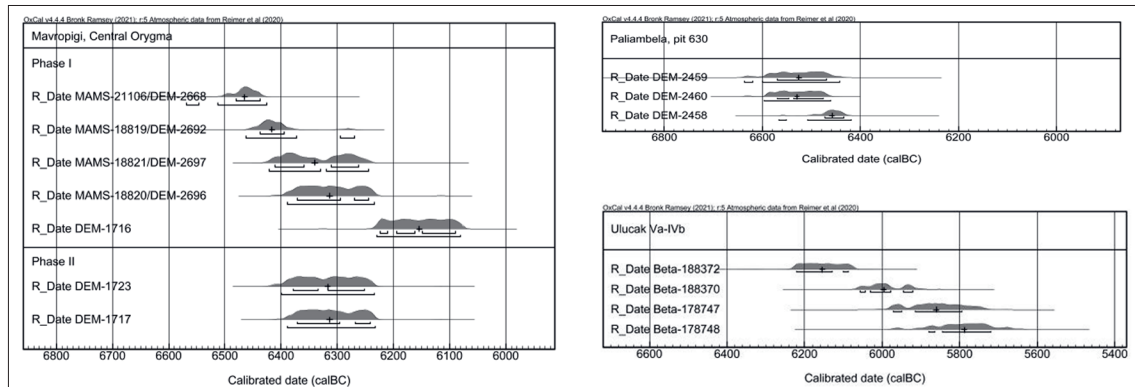 OxCal v4.4.4 Bronk Ramsey (2021); r:5 Atmospheric data from Reimer et al (2020)
Mavropigi, Central Orygma
Phase I
R_Date MAMS-21106/DEM-2668
R_Date MAMS-18819/DEM-2692
R_Date MAMS-18821/DEM-2697
R_Date MAMS-18820/DEM-2696
R_Date DEM-1716
Phase II
R_Date DEM-1723
R_Date DEM-1717
6800 6700 6600 6500 6400 6300 6200 6100 6000
Calibrated date (calBC)
OxCal v4.4.4 Bronk Ramsey (2021); r:5 Atmospheric data from Reimer et al (2020)
Paliambela, pit 630
R_Date DEM-2459
R_Date DEM-2460
R_Date DEM-2458
6800 6600 6400 6200 6000
Calibrated date (calBC)
OxCal v4.4.4 Bronk Ramsey (2021); r:5 Atmospheric data from Reimer et al (2020)
Ulucak Va-IVb
R_Date Beta-188372
R_Date Beta-188370
R_Date Beta-178747
R_Date Beta-178748
6600 6400 6200 6000 5800 5600 5400
Calibrated date (calBC)